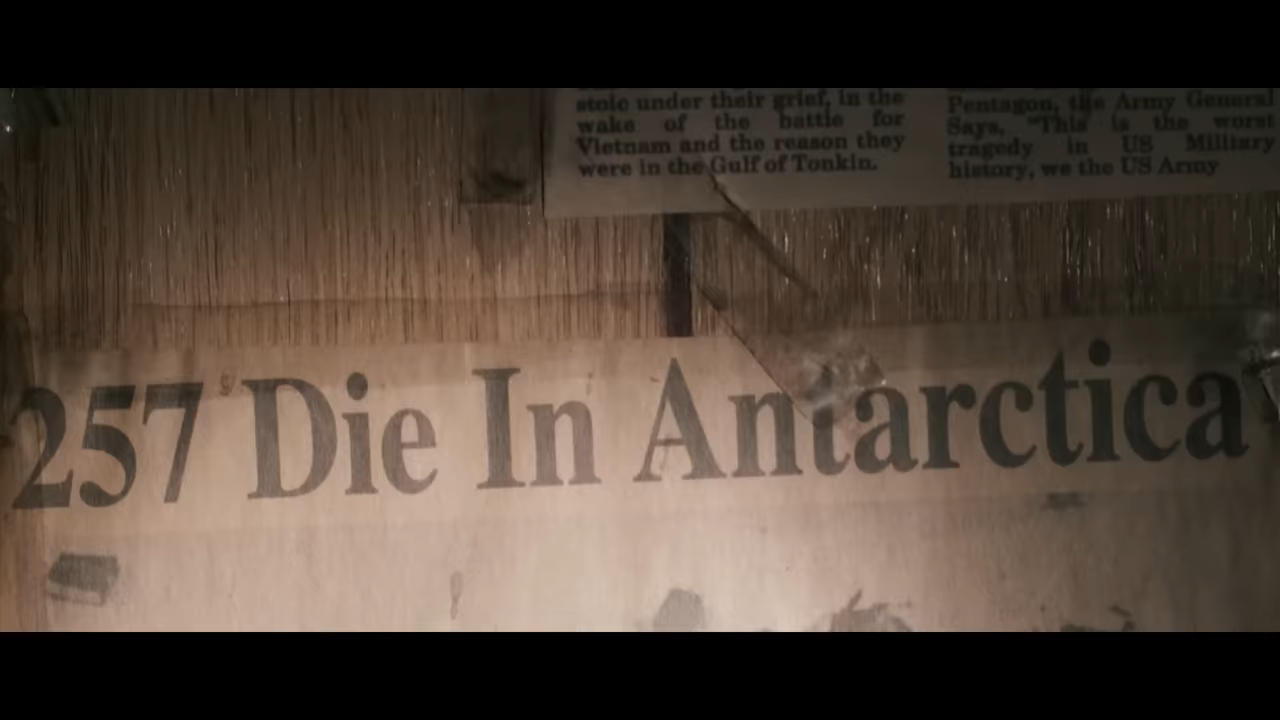 stole under their grief, in the
wake of the battle for
Vietnam and the reason they
were in the Gulf of Tonkin.
Pentagon, the Army General
Says, "This is the worst
tragedy in US Military
history, we the US Army
257 Die In Antarctica